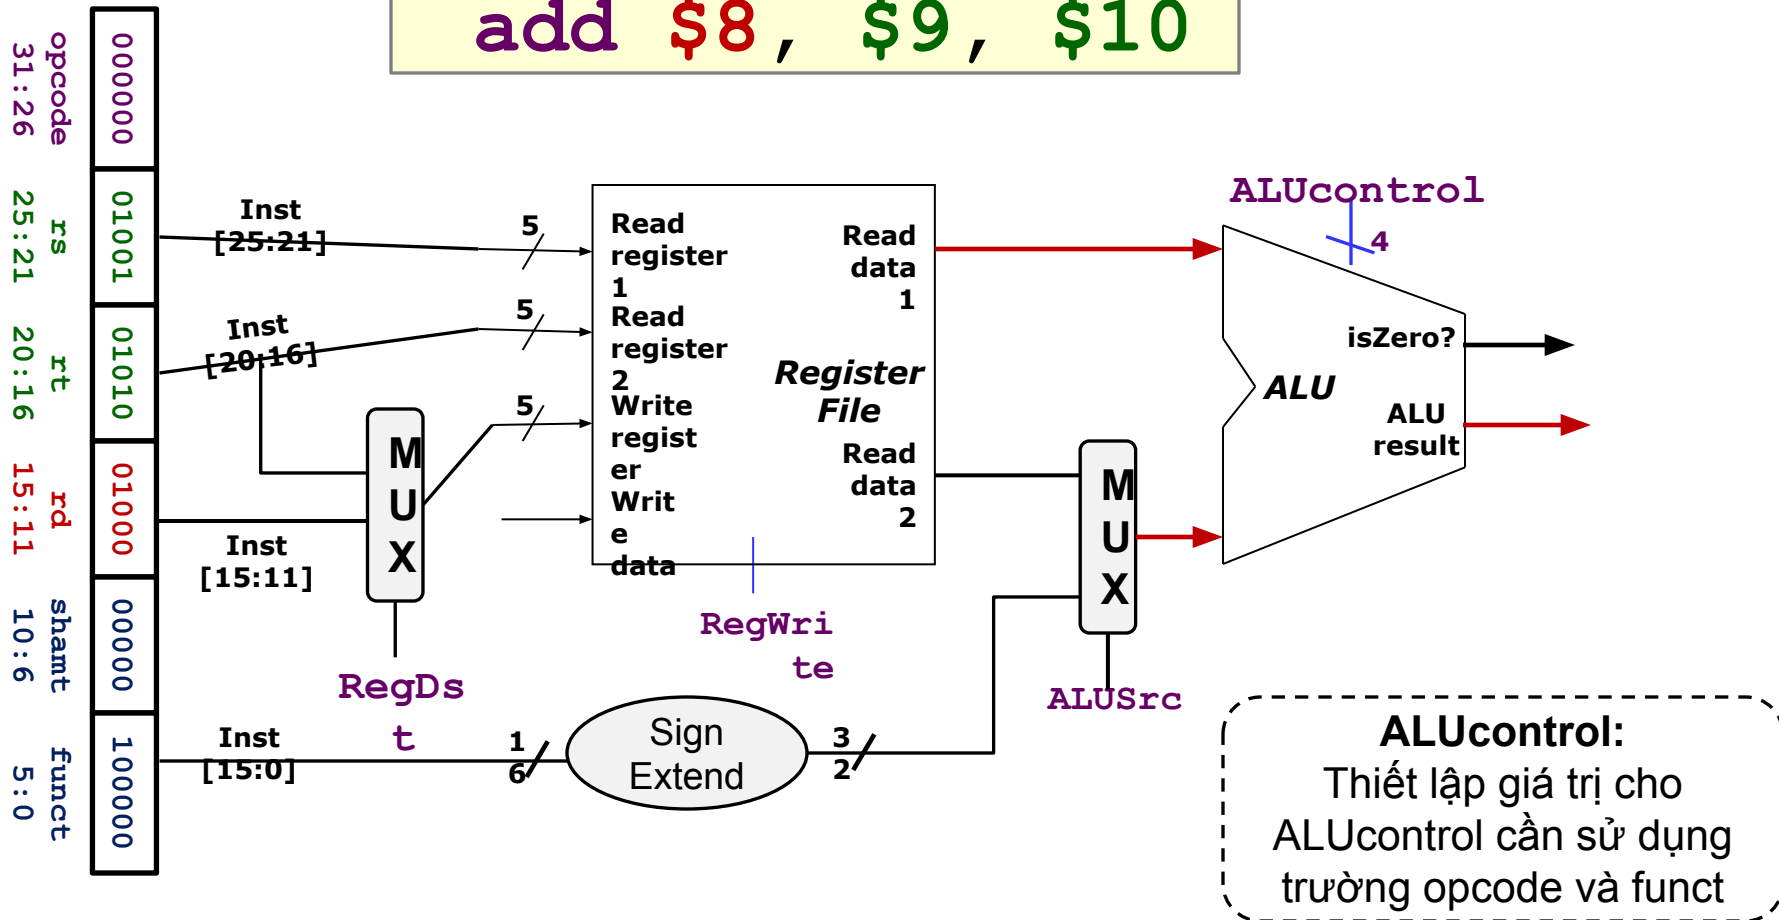 add $8, $9, $10
opcode
31:26
000000
rs
25:21
01001
rt
20:16
01010
rd
15:11
01000
shamt
10:6
00000
funct
5:0
100000
Inst
[25:21]
Inst
[20:16]
Inst
[15:11]
Inst
[15:0]
M
U
X
RegDs
t
5
5
5
Read
register
1
Read
register
2
Write
regist
er
Writ
e
data
Read
data
1
Register
File
Read
data
2
RegWri
te
1
6
Sign
Extend
3
2
M
U
X
ALUSrc
ALUcontrol
4
isZero?
ALU
ALU
result
ALUcontrol:
Thiết lập giá trị cho
ALUcontrol cần sử dụng
trường opcode và funct